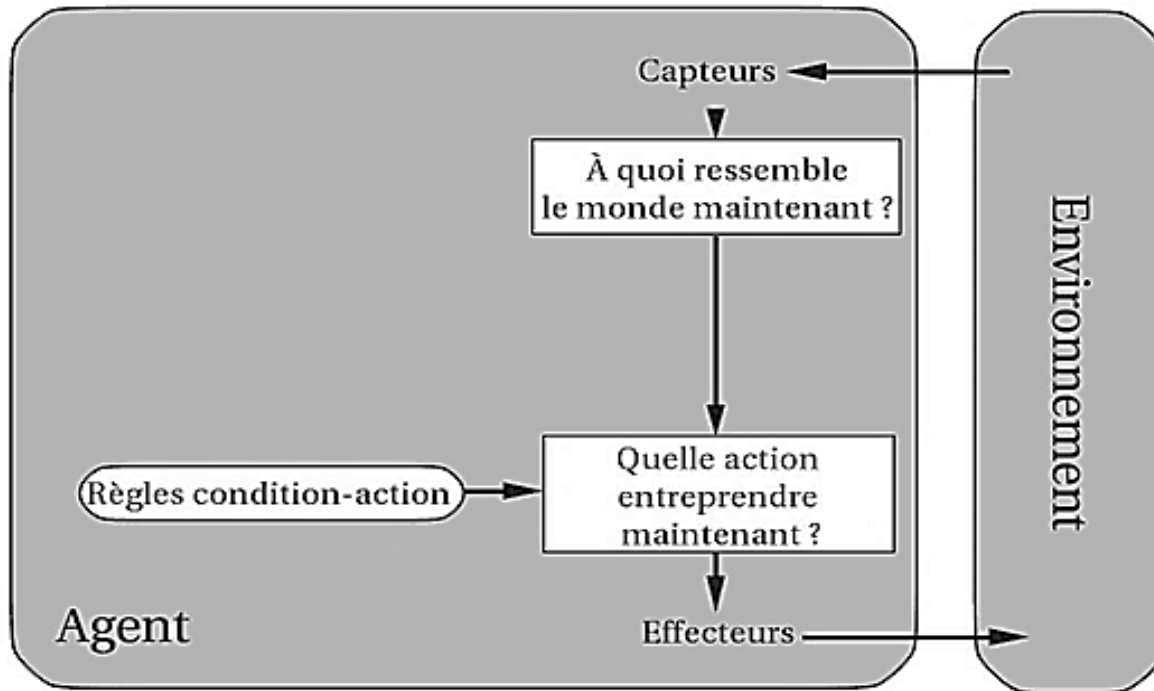 Capteurs
À quoi ressemble
le monde maintenant ?
Environnement
Quelle action
entreprendre
maintenant ?
Règles condition-action
Agent
Effecteurs